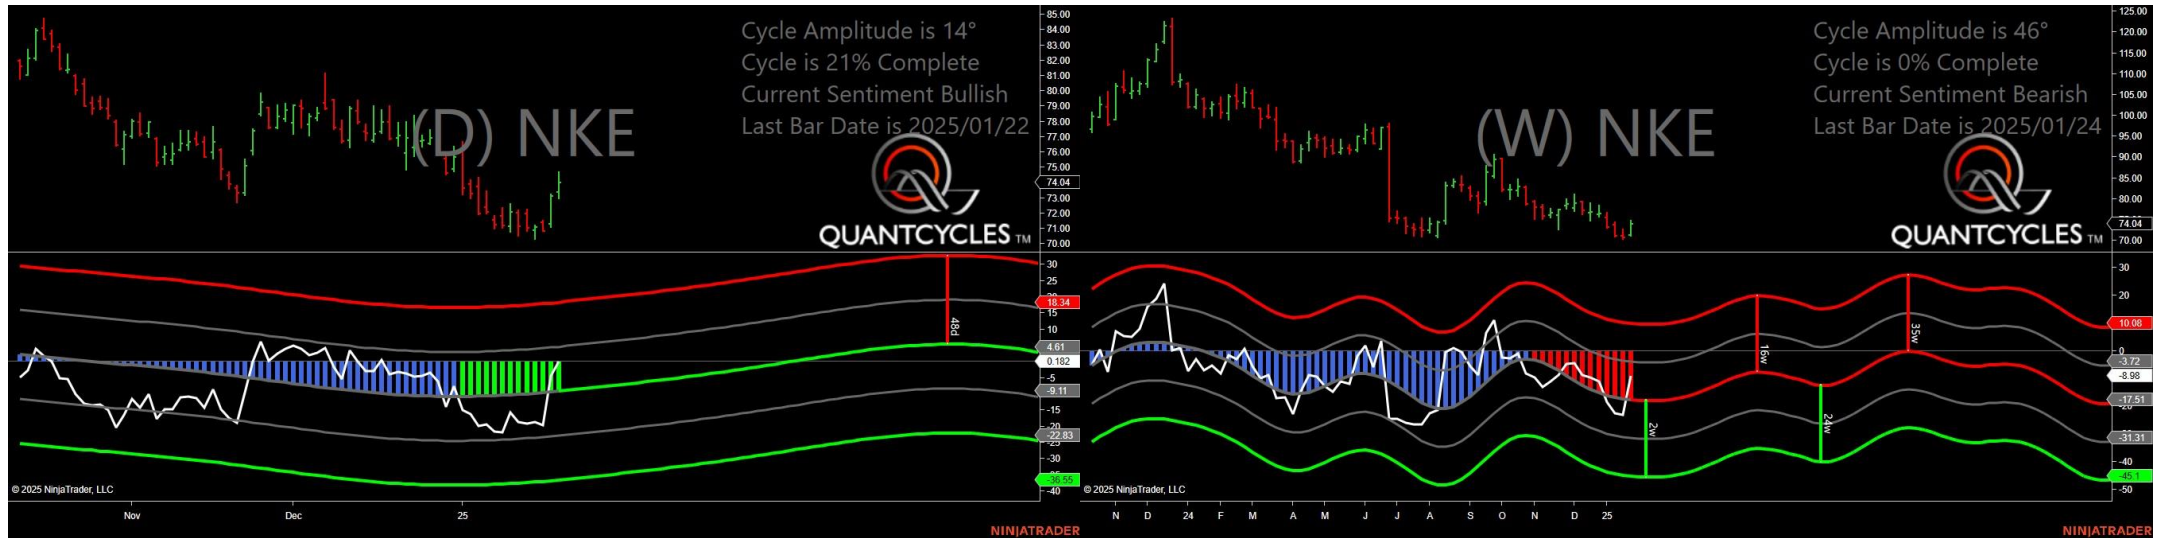 Cycle Amplitude is 14°
Cycle is 21% Complete
Current Sentiment Bullish
Last Bar Date is 2025/01/22
(D) NKE
QUANTCYCLES TM
85.00
84.00
83.00
82.00
81.00
80.00
79.00
78.00
77.00
76.00
75.00
74.04
73.00
72.00
71.00
70.00
30
25
18.34
15
10
4.61
0.182
-5
-9.11
-15
-20
-22.83
-25
-30
-36.55
-40
48d
© 2025 NinjaTrader, LLC
Nov
Dec
25
NINJATRADER
Cycle Amplitude is 46°
Cycle is 0% Complete
Current Sentiment Bearish
Last Bar Date is 2025/01/24
(W) NKE
QUANTCYCLES TM
125.00
120.00
115.00
110.00
105.00
100.00
95.00
90.00
85.00
80.00
74.04
70.00
30
20
10.08
0
-3.72
-8.98
-17.51
-20
-31.31
-40
-45.1
-50
2w
16w
24w
35w
© 2025 NinjaTrader, LLC
N D 24 F M A M J J A S O N D 25
NINJATRADER